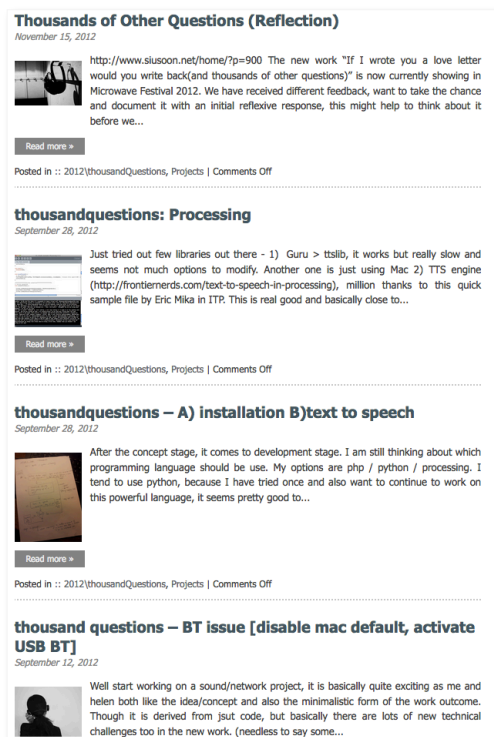 Thousands of Other Questions (Reflection)
November 15, 2012
http://www.siusoon.net/home/?p=900 The new work “If I wrote you a love letter
would you write back(and thousands of other questions)” is now currently showing in
Microwave Festival 2012. We have received different feedback, want to take the chance
and document it with an initial reflexive response, this might help to think about it
before we...
Read more »
Posted in :: 2012\thousandQuestions, Projects | Comments Off
thousandquestions: Processing
September 28, 2012
Just tried out few libraries out there - 1) Guru > ttslib, it works but really slow and
seems not much options to modify. Another one is just using Mac 2) TTS engine
(http://frontiernerds.com/text-to-speech-in-processing), million thanks to this quick
sample file by Eric Mika in ITP. This is real good and basically close to...
Read more »
Posted in :: 2012\thousandQuestions, Projects | Comments Off
thousandquestions – A) installation B)text to speech
September 28, 2012
After the concept stage, it comes to development stage. I am still thinking about which
programming language should be use. My options are php / python / processing. I
tend to use python, because I have tried once and also want to continue to work on
this powerful language, it seems pretty good to...
Read more »
Posted in :: 2012\thousandQuestions, Projects | Comments Off
thousand questions – BT issue [disable mac default, activate
USB BT]
September 12, 2012
Well start working on a sound/network project, it is basically quite exciting as me and
helen both like the idea/concept and also the minimalistic form of the work outcome.
Though it is derived from jsut code, but basically there are lots of new technical
challenges too in the new work. (needless to say some...